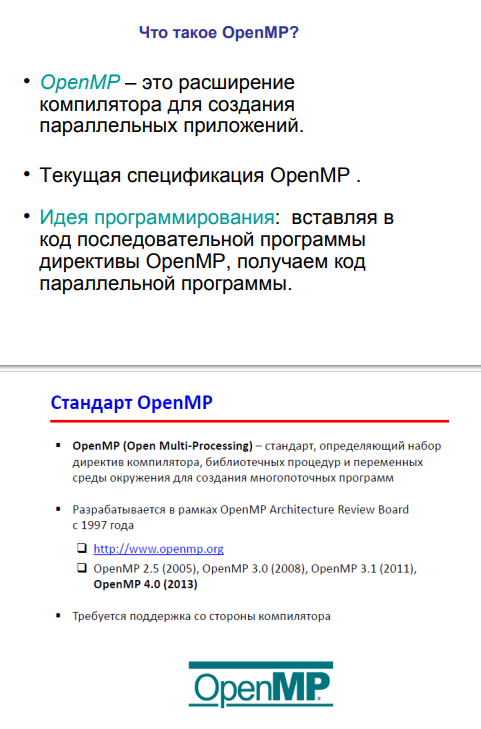 Что такое OpenMP?
• OpenMP – это расширение
компилятора для создания
параллельных приложений.
• Текущая спецификация OpenMP .
• Идея программирования: вставляя в
код последовательной программы
директивы OpenMP, получаем код
параллельной программы.
Стандарт OpenMP
▪ OpenMP (Open Multi-Processing) – стандарт, определяющий набор
директив компилятора, библиотечных процедур и переменных
среды окружения для создания многопоточных программ
▪ Разрабатывается в рамках OpenMP Architecture Review Board
с 1997 года
❑ http://www.openmp.org
❑ OpenMP 2.5 (2005), OpenMP 3.0 (2008), OpenMP 3.1 (2011),
OpenMP 4.0 (2013)
▪ Требуется поддержка со стороны компилятора
OpenMP